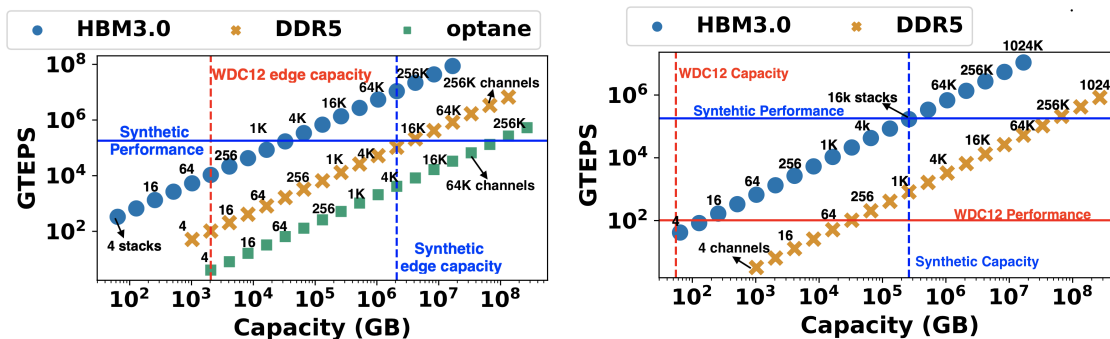 HBM3.0 DDR5 optane
WDC12 edge capacity
Synthetic
Performance
4 stacks
16
64
256
1K
4K
16K
64K
256K
4
16
64
256
1K
4K
16K
64K
256K channels
4
16
64
256
1K
4K
16K
64K channels
256K
Synthetic
edge capacity
GTEPS
10^8
10^6
10^4
10^2
10^2 10^3 10^4 10^5 10^6 10^7 10^8
Capacity (GB)
HBM3.0 DDR5
WDC12 Capacity
Syntehtic Performance
16k stacks
4
16
64
256
1K
4k
64K
256K
1024K
4 channels
16
64
256
1K
4K
16K
64K
256K
1024
WDC12 Performance
Synthetic Capacity
GTEPS
10^6
10^4
10^2
10^2 10^3 10^4 10^5 10^6 10^7 10^8
Capacity (GB)